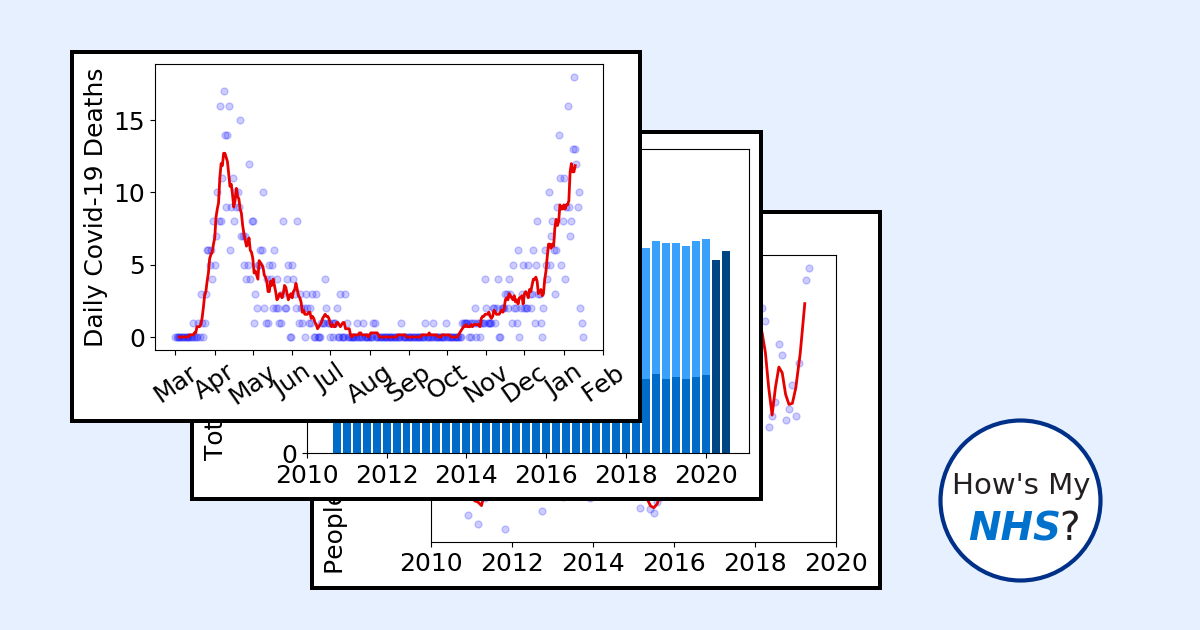 Daily Covid-19 Deaths
15
10
5
0
Mar Apr May Jun Jul Aug Sep Oct Nov Dec Jan Feb
Tot
0
2010 2012 2014 2016 2018 2020
People
2010 2012 2014 2016 2018 2020
How's My
NHS?